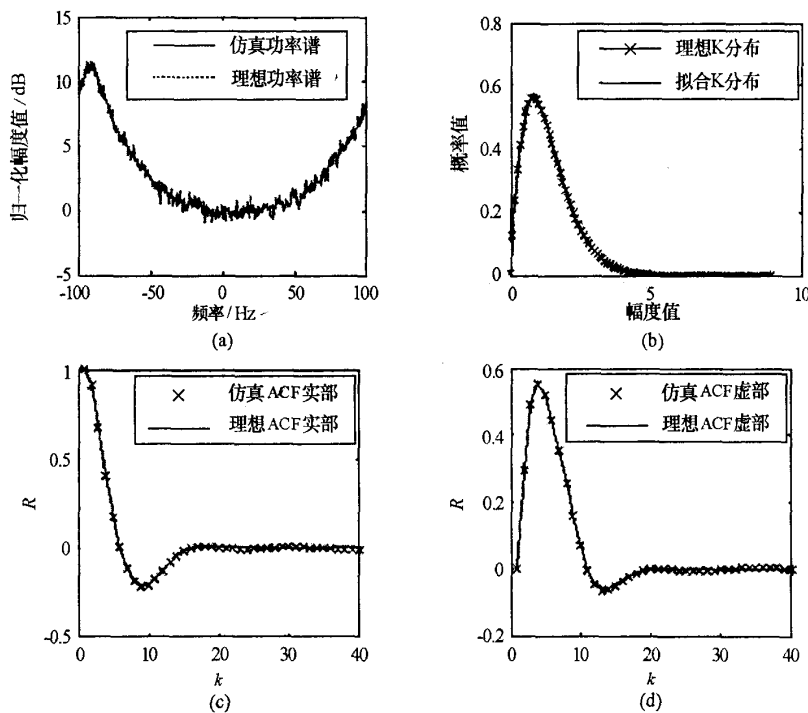 15
10
5
0
-5
归一化幅度值/dB
仿真功率谱
理想功率谱
-100
-50
0
50
100
频率/Hz
(a)
0.8
0.6
0.4
0.2
0
概率值
理想K分布
拟合K分布
0
5
10
幅度值
(b)
1
0.5
0
-0.5
R
仿真ACF实部
理想ACF实部
0
10
20
30
40
k
(c)
0.6
0.4
0.2
0
-0.2
R
仿真ACF虚部
理想ACF虚部
0
10
20
30
40
k
(d)